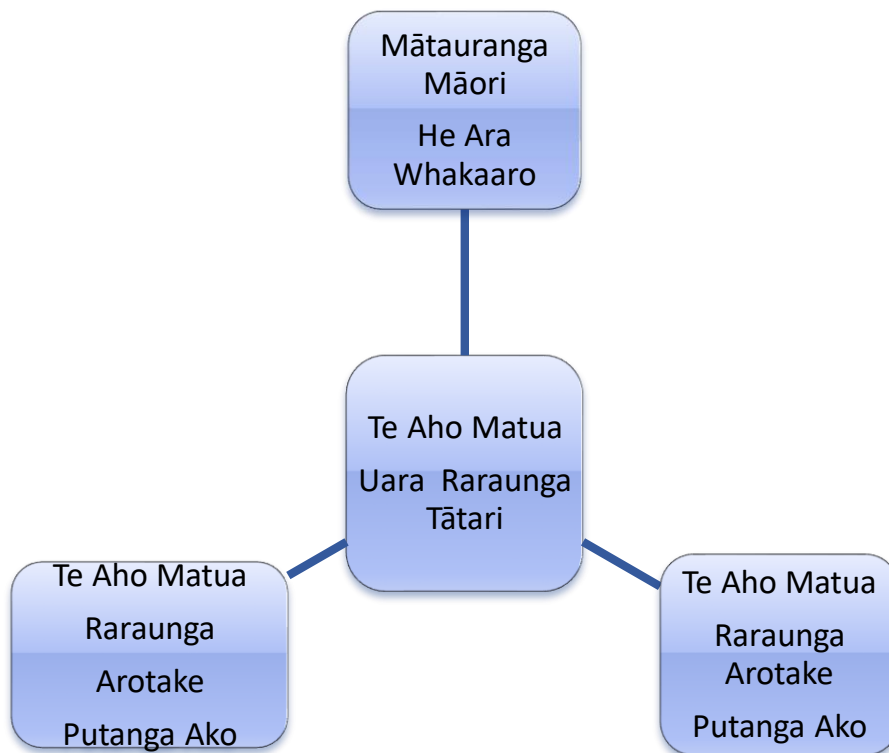 Mātauranga
Māori
He Ara
Whakaaro
Te Aho Matua
Uara Raraunga
Tātari
Te Aho Matua
Raraunga
Arotake
Putanga Ako
Te Aho Matua
Raraunga
Arotake
Putanga Ako